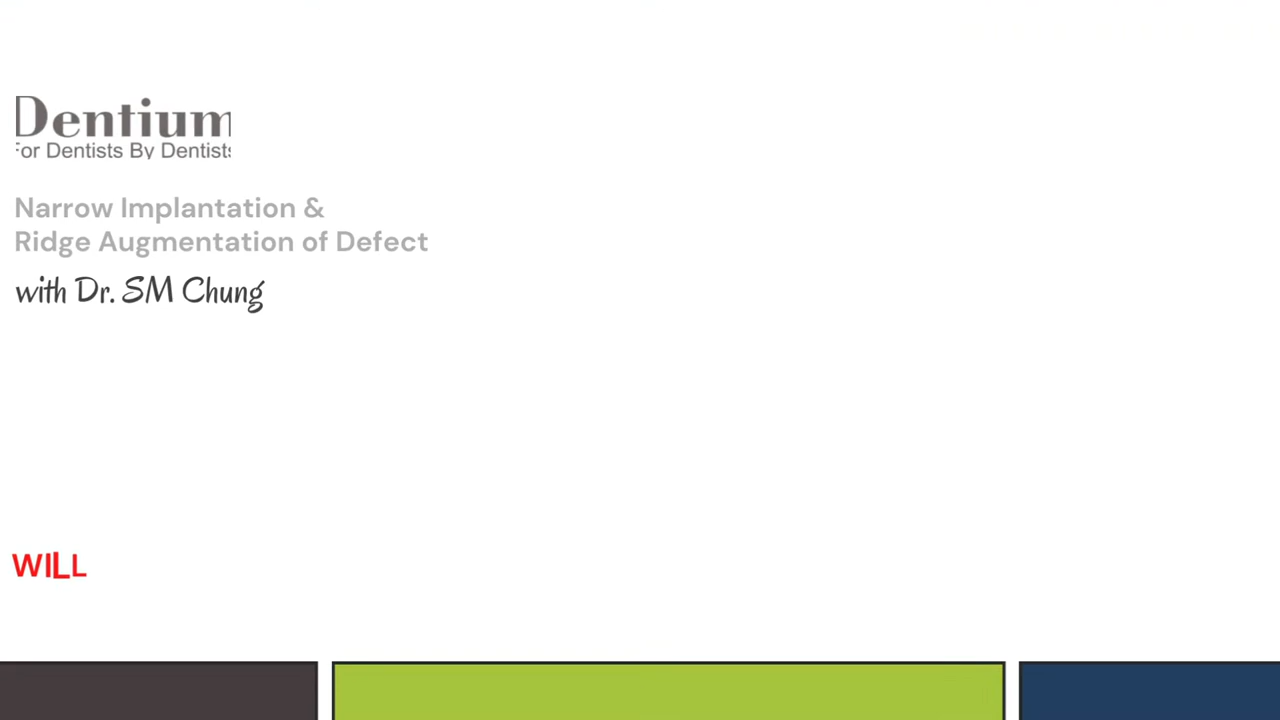 Dentium
For Dentists By Dentists
Narrow Implantation &
Ridge Augmentation of Defect
with Dr. SM Chung
WILL